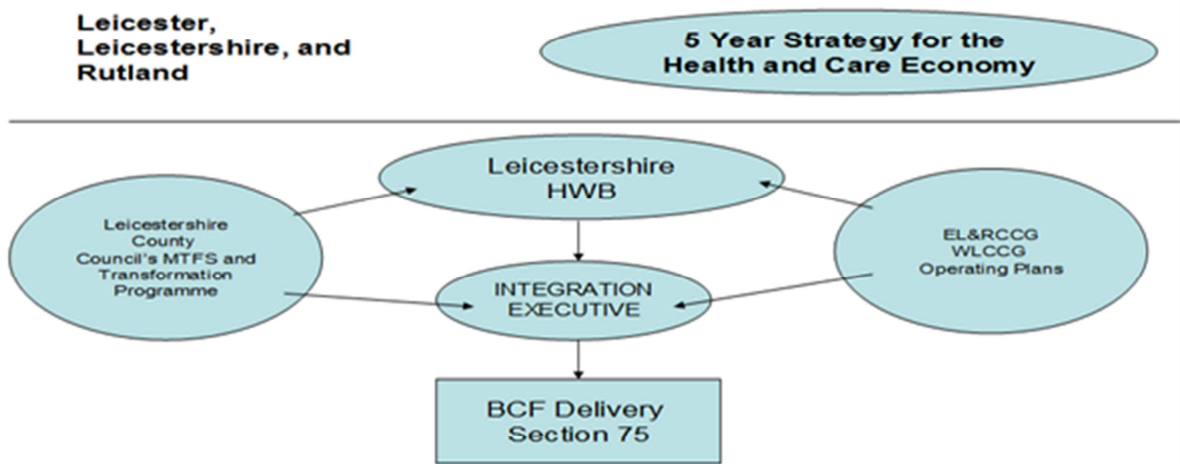 Leicester,
Leicestershire, and
Rutland
5 Year Strategy for the
Health and Care Economy
Leicestershire
HWB
Leicestershire
County
Council's MTFS and
Transformation
Programme
EL&RCCG
WLCCG
Operating Plans
INTEGRATION
EXECUTIVE
BCF Delivery
Section 75